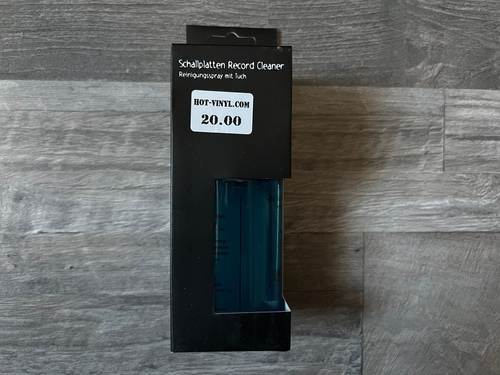 Schallplatten Record Cleaner
Reinigungsspray mit Tuch
HOT-VINYL.COM
20.00